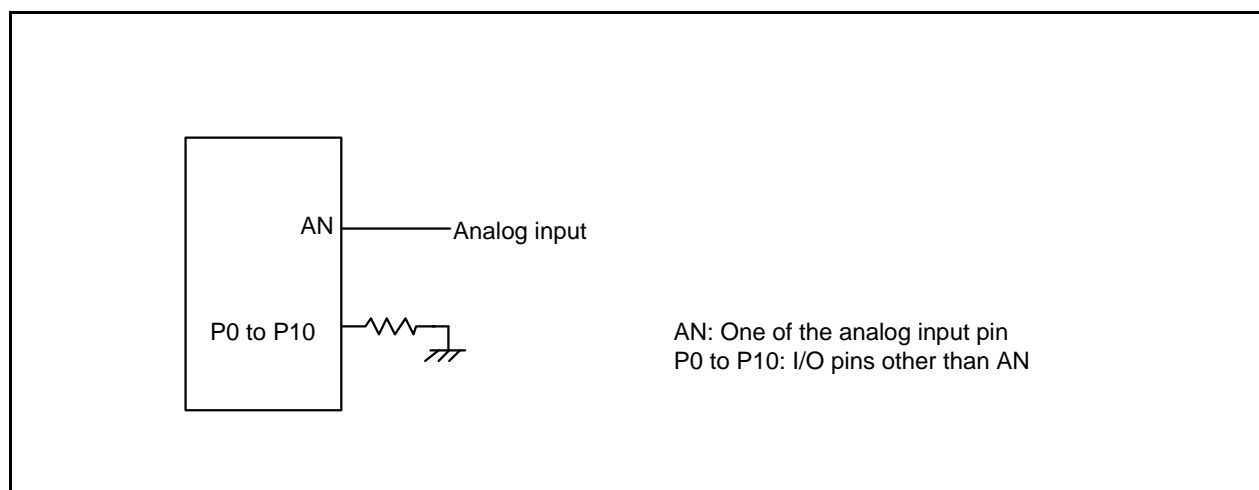 AN
Analog input
P0 to P10
AN: One of the analog input pin
P0 to P10: I/O pins other than AN